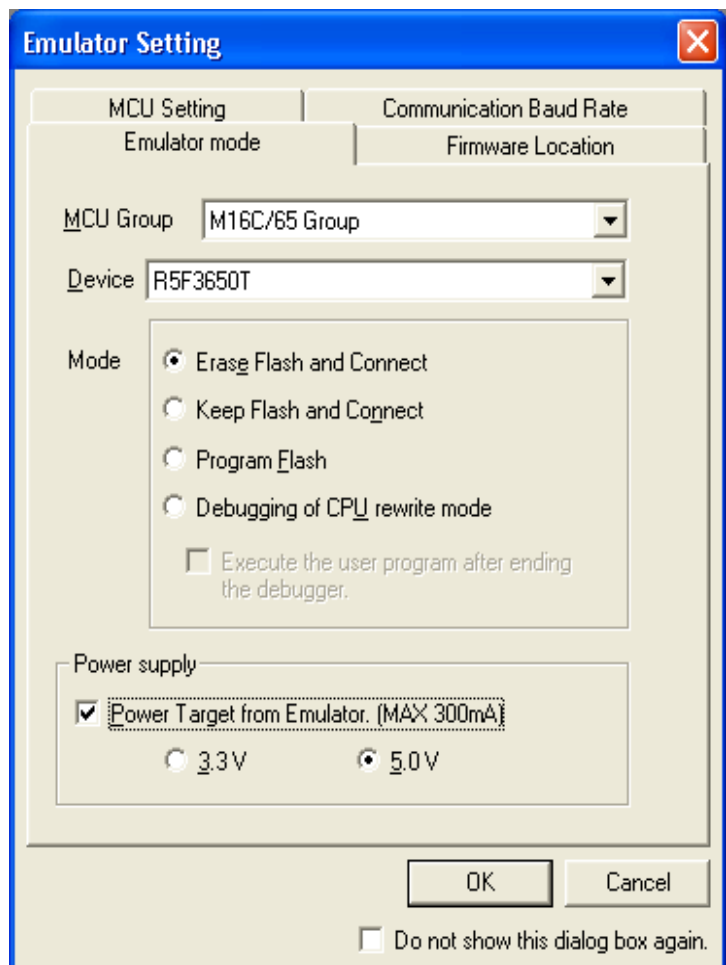 Emulator Setting
MCU Setting
Communication Baud Rate
Emulator mode
Firmware Location
MCU Group
M16C/65 Group
Device
R5F3650T
Mode
Erase Flash and Connect
Keep Flash and Connect
Program Flash
Debugging of CPU rewrite mode
Execute the user program after ending
the debugger.
Power supply
Power Target from Emulator. (MAX 300mA)
3.3 V
5.0 V
OK
Cancel
Do not show this dialog box again.